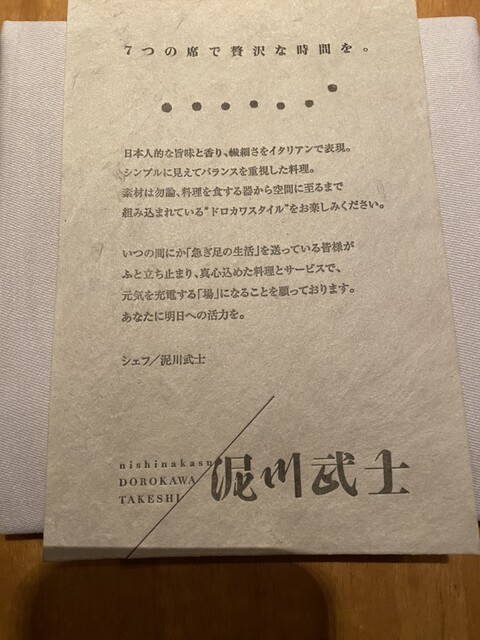 7つの席で贅沢な時間を。
日本人的な旨味と香り、繊細さをイタリアンで表現。
シンプルに見えてバランスを重視した料理。
素材は勿論、料理を食する器から空間に至るまで
組み込まれている“ドロカワスタイル”をお楽しみください。
いつの間にか「急ぎ足の生活」を送っている皆様が
ふと立ち止まり、真心込めた料理とサービスで、
元気を充電する「場」になることを願っております。
あなたに明日への活力を。
シェフ／泥川武士
nishinakasu
DOROKAWA
TAKESHI
泥川武士